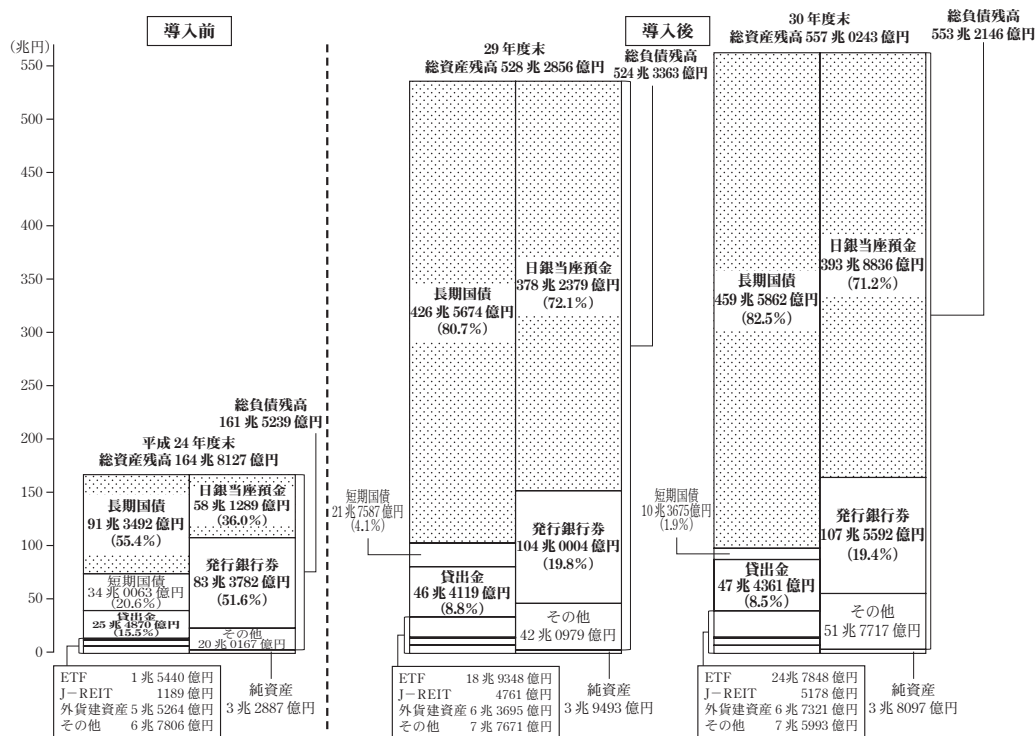 導入前
導入後
(兆円)
550
500
450
400
350
300
250
200
150
100
50
0
平成 24 年度末
総資産残高 164 兆 8127 億円
総負債残高
161 兆 5239 億円
長期国債
91 兆 3492 億円
(55.4%)
短期国債
34 兆 0063 億円
(20.6%)
貸出金
25 兆 4870 億円
(15.5%)
日銀当座預金
58 兆 1289 億円
(36.0%)
発行銀行券
83 兆 3782 億円
(51.6%)
その他
20 兆 0167 億円
ETF 1 兆 5440 億円
J－REIT 1189 億円
外貨建資産 5 兆 5264 億円
その他 6 兆 7806 億円
純資産
3 兆 2887 億円
29 年度末
総資産残高 528 兆 2856 億円
総負債残高
524 兆 3363 億円
長期国債
426 兆 5674 億円
(80.7%)
短期国債
21 兆 7587 億円
(4.1%)
貸出金
46 兆 4119 億円
(8.8%)
日銀当座預金
378 兆 2379 億円
(72.1%)
発行銀行券
104 兆 0004 億円
(19.8%)
その他
42 兆 0979 億円
ETF 18 兆 9348 億円
J－REIT 4761 億円
外貨建資産 6 兆 3695 億円
その他 7 兆 7671 億円
純資産
3 兆 9493 億円
30 年度末
総資産残高 557 兆 0243 億円
総負債残高
553 兆 2146 億円
長期国債
459 兆 5862 億円
(82.5%)
短期国債
10 兆 3675 億円
(1.9%)
貸出金
47 兆 4361 億円
(8.5%)
日銀当座預金
393 兆 8836 億円
(71.2%)
発行銀行券
107 兆 5592 億円
(19.4%)
その他
51 兆 7717 億円
ETF 24 兆 7848 億円
J－REIT 5178 億円
外貨建資産 6 兆 7321 億円
その他 7 兆 5993 億円
純資産
3 兆 8097 億円